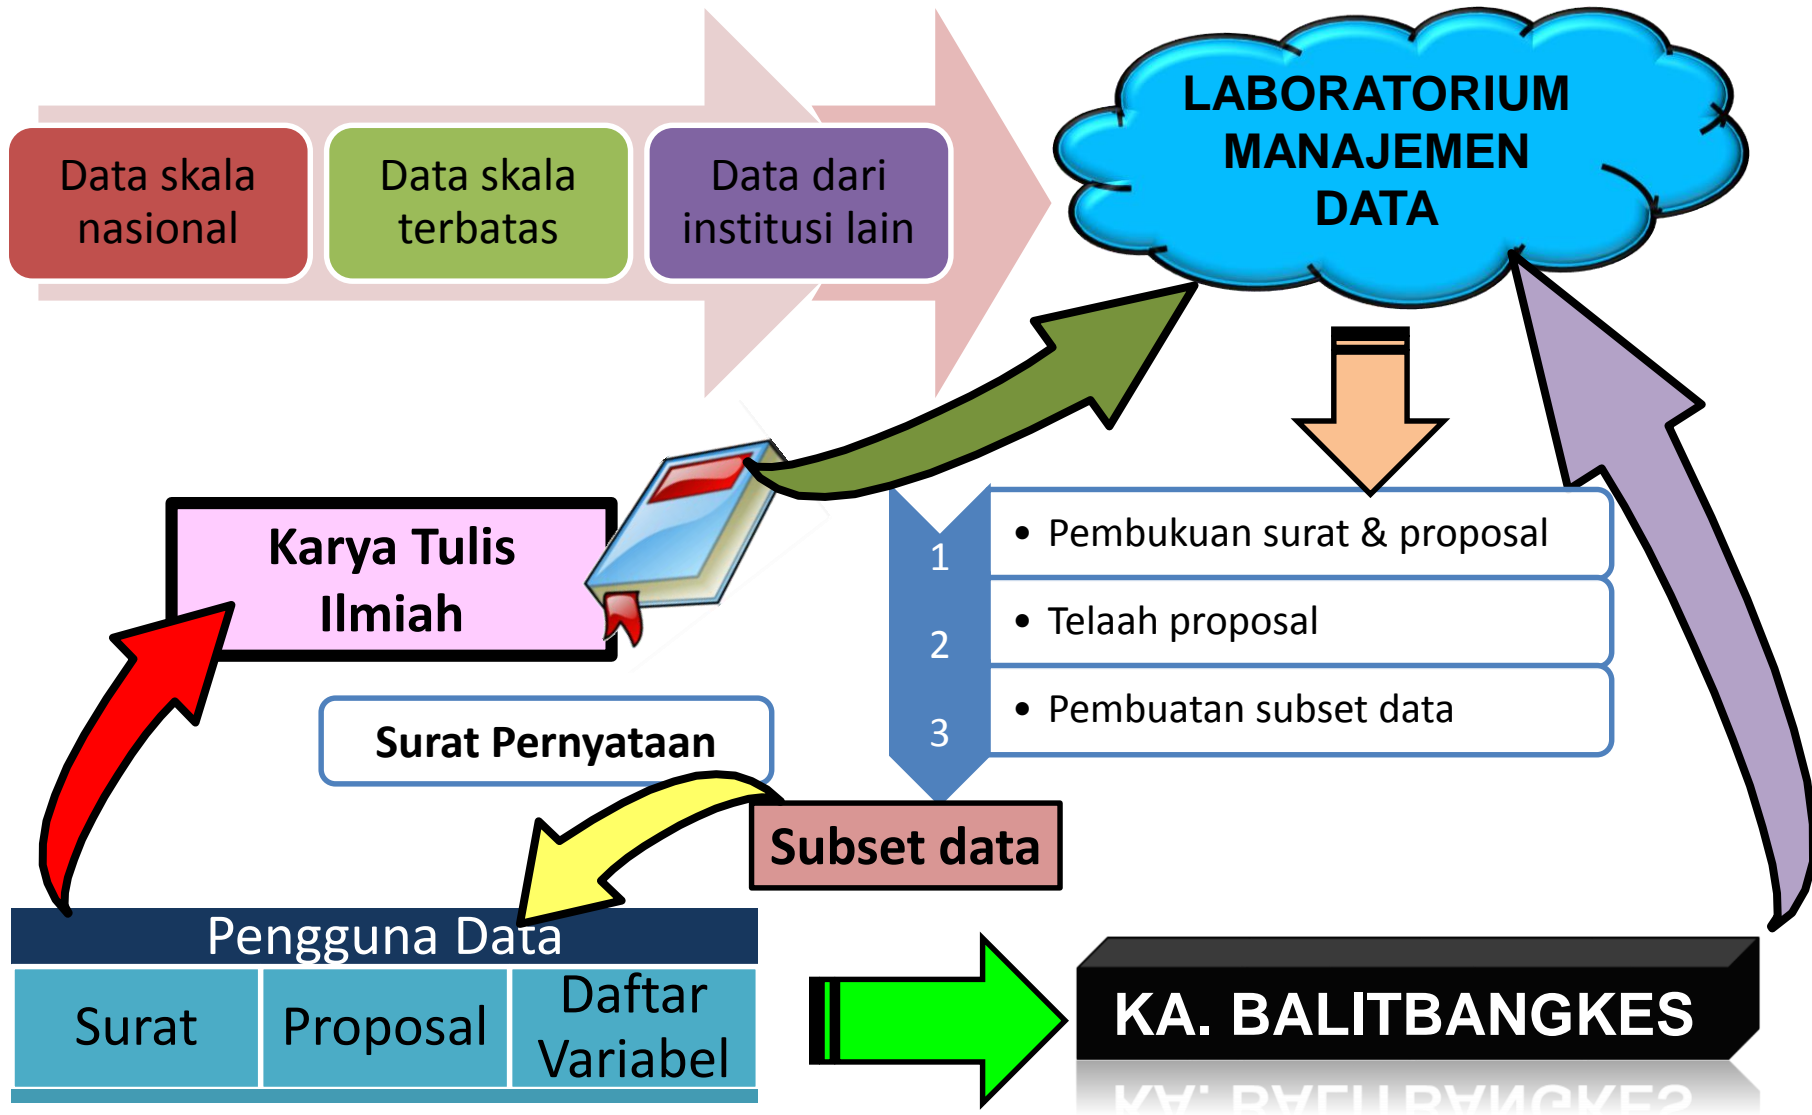 Data skala
nasional
Data skala
terbatas
Data dari
institusi lain
LABORATORIUM
MANAJEMEN
DATA
Karya Tulis
Ilmiah
1
• Pembukuan surat & proposal
2
• Telaah proposal
3
• Pembuatan subset data
Surat Pernyataan
Subset data
Pengguna Data
Surat
Proposal
Daftar
Variabel
KA. BALITBANGKES